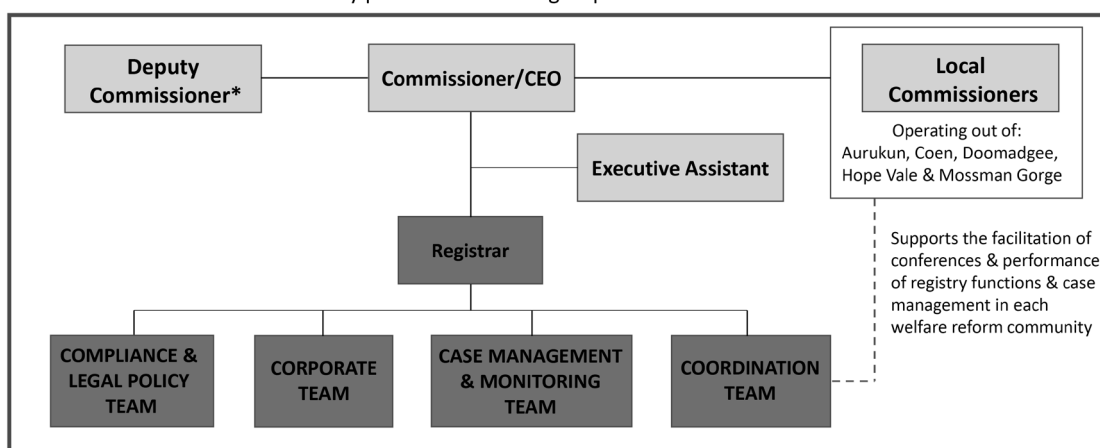 Deputy
Commissioner*
Commissioner/CEO
Local
Commissioners
Operating out of:
Aurukun, Coen, Doomadgee,
Hope Vale & Mossman Gorge
Executive Assistant
Registrar
Supports the facilitation of
conferences & performance
of registry functions & case
management in each
welfare reform community
COMPLIANCE &
LEGAL POLICY
TEAM
CORPORATE
TEAM
CASE MANAGEMENT
& MONITORING
TEAM
COORDINATION
TEAM